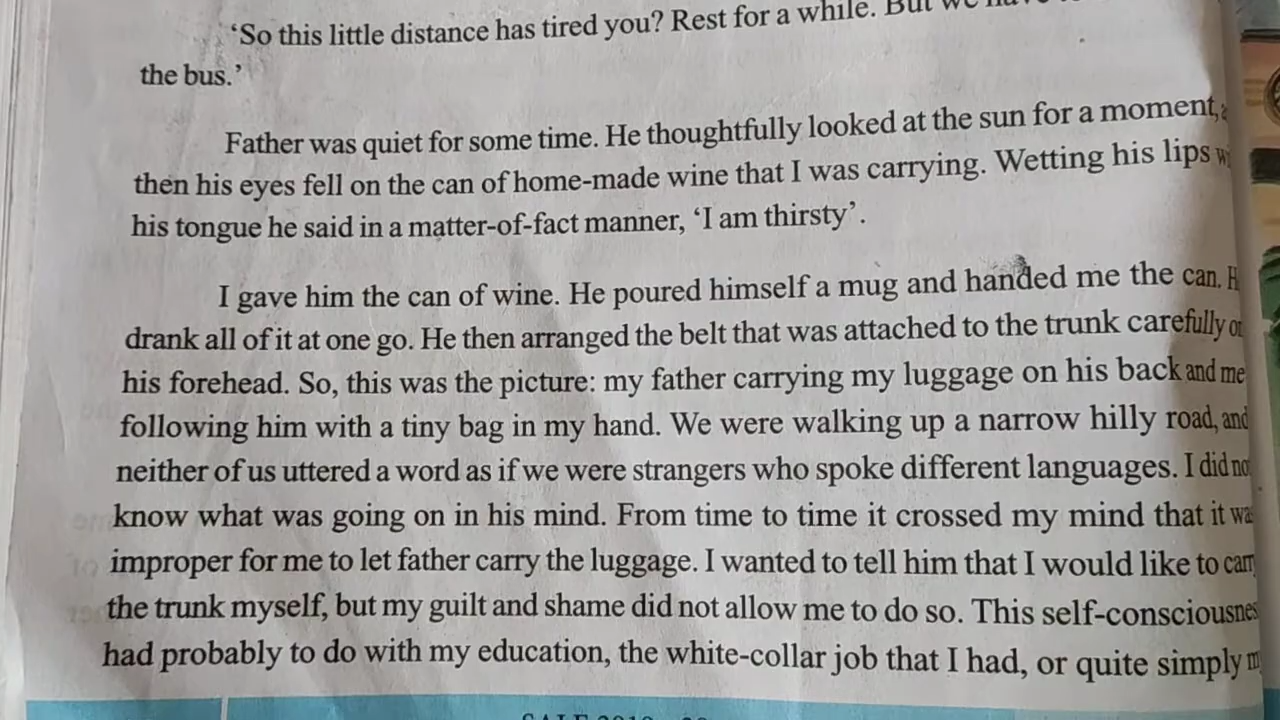 'So this little distance has tired you? Rest for a while. But we have
the bus.'
Father was quiet for some time. He thoughtfully looked at the sun for a moment,
then his eyes fell on the can of home-made wine that I was carrying. Wetting his lips
his tongue he said in a matter-of-fact manner, 'I am thirsty'.
I gave him the can of wine. He poured himself a mug and handed me the can. H
drank all of it at one go. He then arranged the belt that was attached to the trunk carefully
his forehead. So, this was the picture: my father carrying my luggage on his back and me
following him with a tiny bag in my hand. We were walking up a narrow hilly road, and
neither of us uttered a word as if we were strangers who spoke different languages. I did no
know what was going on in his mind. From time to time it crossed my mind that it wa
improper for me to let father carry the luggage. I wanted to tell him that I would like to
the trunk myself, but my guilt and shame did not allow me to do so. This self-consciousnes
had probably to do with my education, the white-collar job that I had, or quite simply